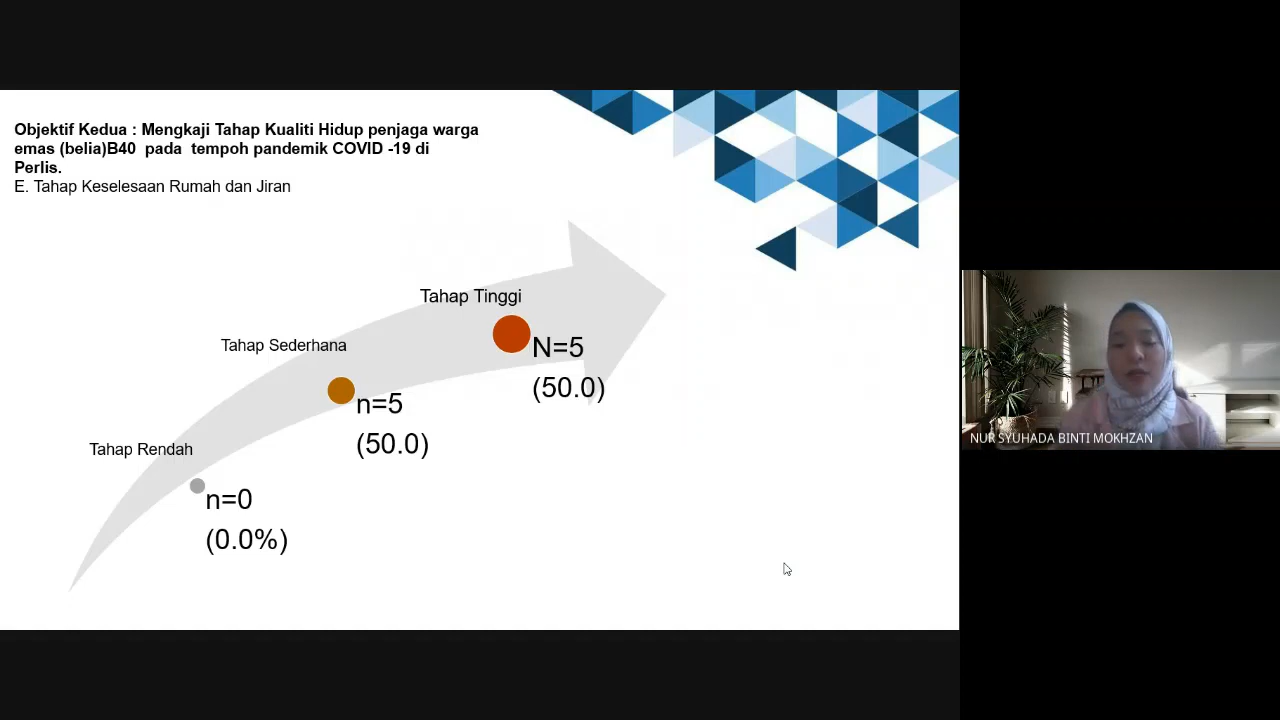 Objektif Kedua : Mengkaji Tahap Kualiti Hidup penjaga warga
emas (belia)B40 pada tempoh pandemik COVID -19 di
Perlis.
E. Tahap Keselesaan Rumah dan Jiran
Tahap Tinggi
N=5
(50.0)
Tahap Sederhana
n=5
(50.0)
Tahap Rendah
n=0
(0.0%)
NUR SYUHADA BINTI MOKHZAN